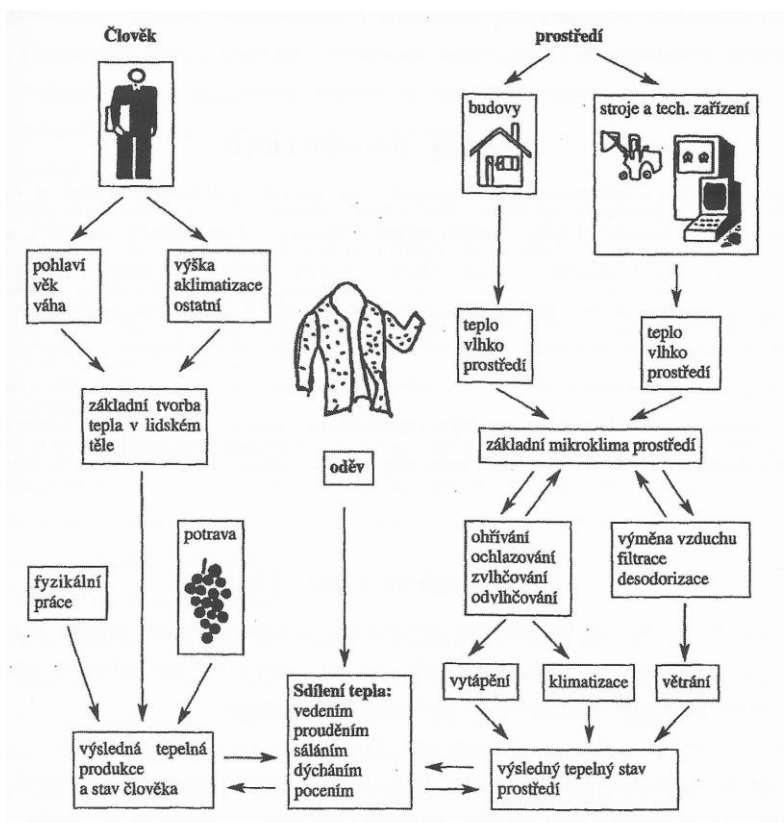 Člověk
prostředí
budovy
stroje a tech. zařízení
pohlaví
věk
váha
výška
aklimatizace
ostatní
teplo
vlhko
prostředí
teplo
vlhko
prostředí
základní tvorba
tepla v lidském
těle
základní mikroklima prostředí
oděv
potrava
fyzikální
práce
ohřívání
ochlazování
zvlhčování
odvlhčování
výměna vzduchu
filtrace
desodorizace
vytápění
klimatizace
větrání
Sdílení tepla:
vedením
prouděním
sáláním
dýcháním
pocením
výsledná tepelná
produkce
a stav člověka
výsledný tepelný stav
prostředí